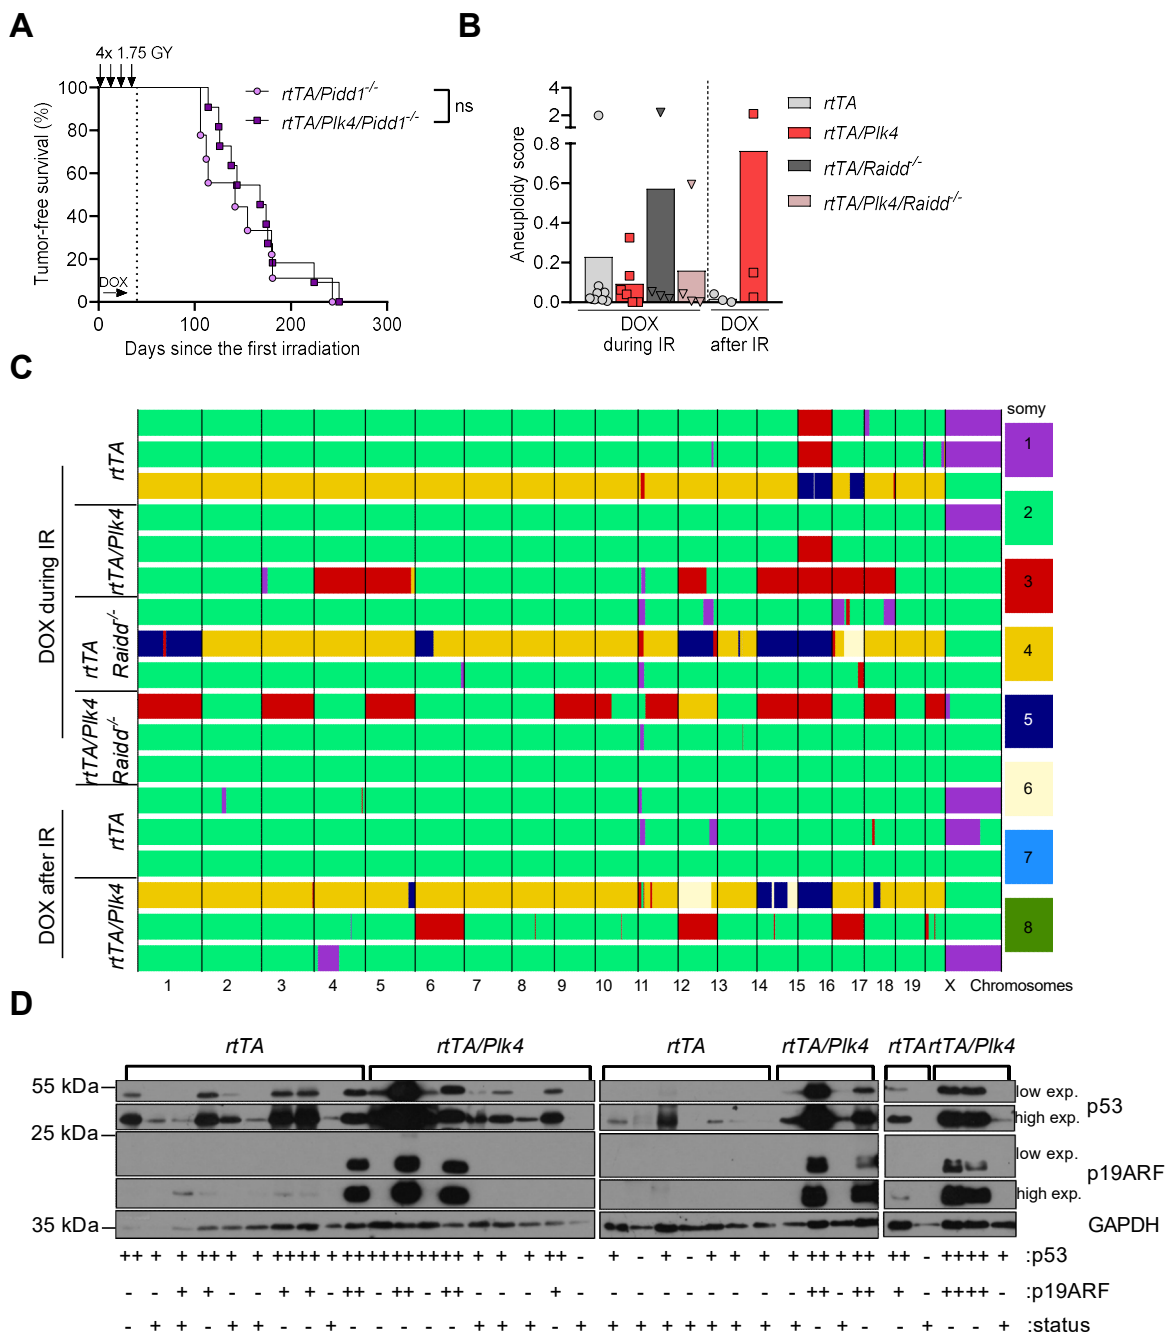 A
4x 1.75 GY
Tumor-free survival (%)
100
80
60
40
20
0
DOX
0 100 200 300
Days since the first irradiation
rtTA/Pidd1-/-
rtTA/Plk4/Pidd1-/-
ns
B
Aneuploidy score
4
2
0.8
0.6
0.4
0.2
0.0
DOX during IR
DOX after IR
rtTA
rtTA/Plk4
rtTA/Raidd-/-
rtTA/Plk4/Raidd-/-
C
DOX during IR
rtTA
rtTA/Plk4
rtTA
Raidd-/-
rtTA/Plk4
Raidd-/-
DOX after IR
rtTA
rtTA/Plk4
1 2 3 4 5 6 7 8 9 10 11 12 13 14 15 16 17 18 19 X Chromosomes
somy
1
2
3
4
5
6
7
8
D
rtTA rtTA/Plk4 rtTA rtTA/Plk4 rtTA rtTA/Plk4
55 kDa
low exp.
p53
high exp.
25 kDa
low exp.
p19ARF
high exp.
35 kDa
GAPDH
++ + + ++ + + ++ ++ + ++ ++ ++ ++ ++ + + + ++ - + - + - + + + + ++ + ++ ++ - ++ ++ + :p53
- - + + - - + + - ++ - ++ - ++ - - - + - - - - - - - - - ++ - ++ + - ++ ++ - :p19ARF
- + + - + + - - + - - - - - + + + - + + + + + + + + + - + - - + - - + :status